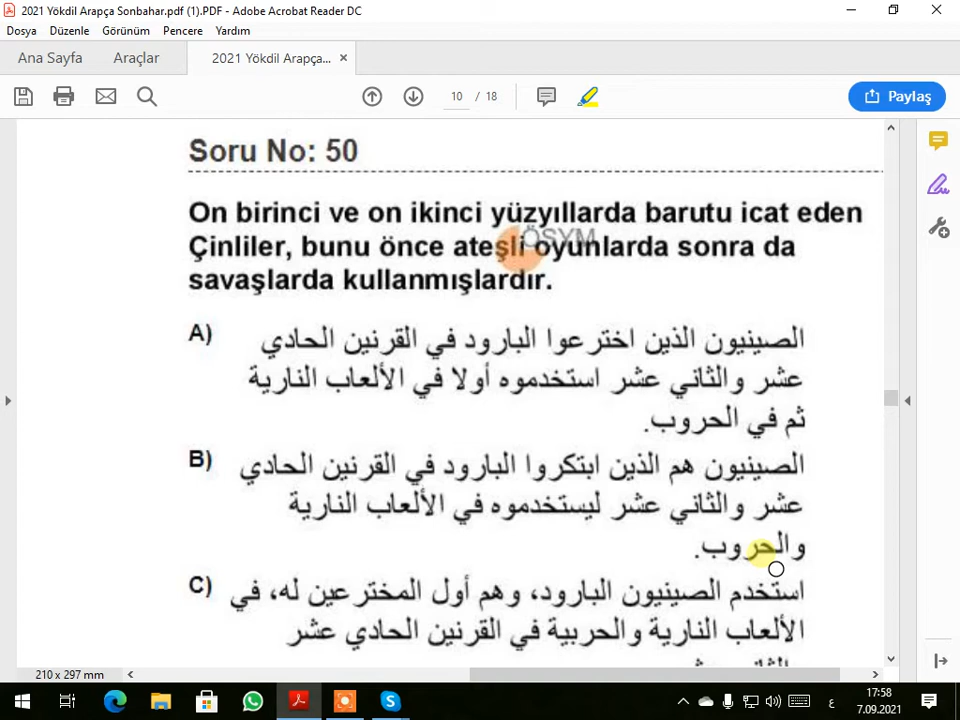 2021 Yökdil Arapça Sonbahar.pdf (1).PDF - Adobe Acrobat Reader DC
Dosya Düzenle Görünüm Pencere Yardım
Ana Sayfa Araçlar 2021 Yökdil Arapça...
10 / 18 Paylaş
Soru No: 50
On birinci ve on ikinci yüzyıllarda barutu icat eden
Çinliler, bunu önce ateşli oyunlarda sonra da
savaşlarda kullanmışlardır.
ÖSYM
A) الصينيون الذين اخترعوا البارود في القرنين الحادي
عشر والثاني عشر استخدموه أولا في الألعاب النارية
ثم في الحروب.
B) الصينيون هم الذين ابتكروا البارود في القرنين الحادي
عشر والثاني عشر ليستخدموه في الألعاب النارية
والحروب.
C) استخدم الصينيون البارود، وهم أول المخترعين له، في
الألعاب النارية والحربية في القرنين الحادي عشر
210 x 297 mm
ع 17:58
7.09.2021